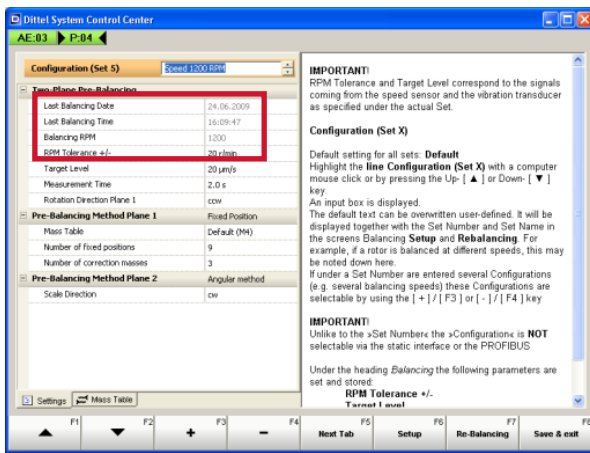 Dittel System Control Center
AE:03 P:04
Configuration (Set 5) Speed 1200 RPM
Two-Plane Pre-Balancing
Last Balancing Date 24.06.2009
Last Balancing Time 16:09:47
Balancing RPM 1200
RPM Tolerance +/- 20 r/min
Target Level 20 µm/s
Measurement Time 2.0 s
Rotation Direction Plane 1 ccw
Pre-Balancing Method Plane 1 Fixed Position
Mass Table Default (M4)
Number of fixed positions 9
Number of correction masses 3
Pre-Balancing Method Plane 2 Angular method
Scale Direction cw
Settings Mass Table
IMPORTANT!
RPM Tolerance and Target Level correspond to the signals
coming from the speed sensor and the vibration transducer
as specified under the actual Set.
Configuration (Set X)
Default setting for all sets: Default
Highlight the line Configuration (Set X) with a computer
mouse click or by pressing the Up- [ ▲ ] or Down- [ ▼ ]
key.
An input box is displayed.
The default text can be overwritten user-defined. It will be
displayed together with the Set Number and Set Name in
the screens Balancing Setup and Rebalancing. For
example, if a rotor is balanced at different speeds, this may
be noted down here.
If under a Set Number are entered several Configurations
(e.g. several balancing speeds) these Configurations are
selectable by using the [ + ] / [ F3 ] or [ - ] / [ F4 ] key
IMPORTANT!
Unlike to the »Set Number« the »Configuration« is NOT
selectable via the static interface or the PROFIBUS
Under the heading Balancing the following parameters are
set and stored:
RPM Tolerance +/-
Target Level
F1 F2 F3 F4 F5 F6 F7 F8
+ - Next Tab Setup Re-Balancing Save & exit